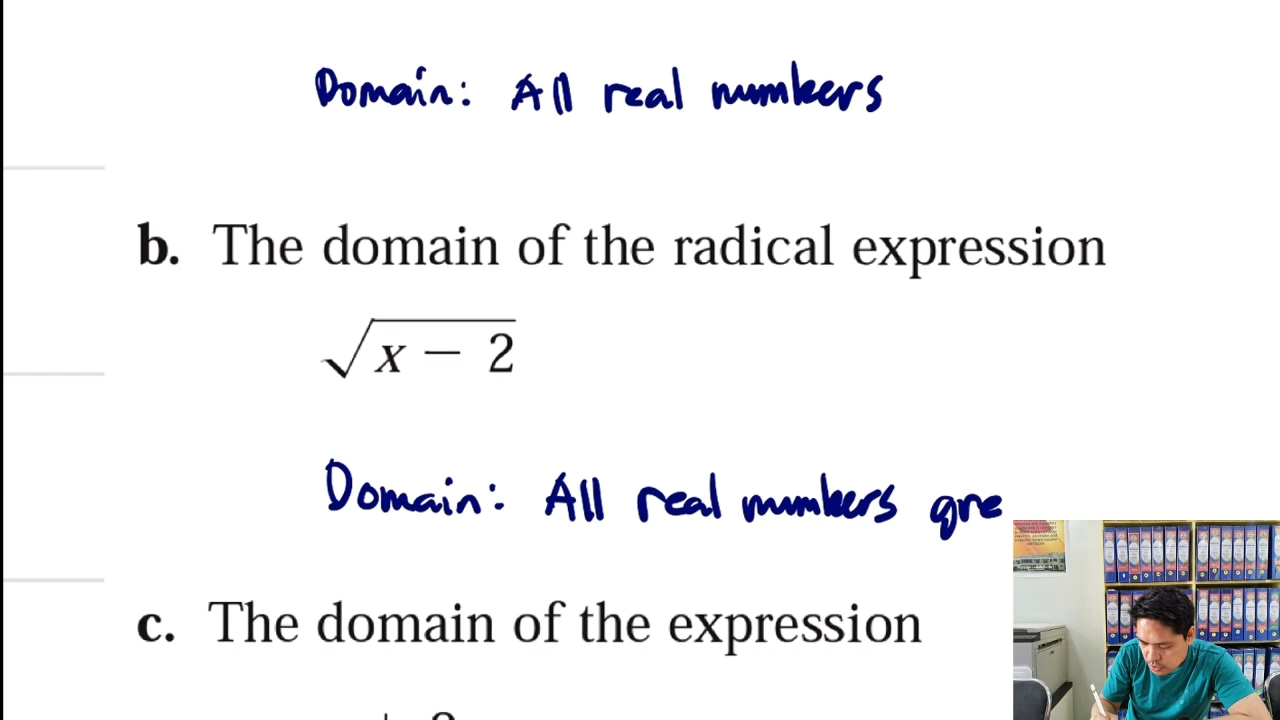 Domain: All real numbers
b. The domain of the radical expression
√x − 2
Domain: All real numbers gre
c. The domain of the expression